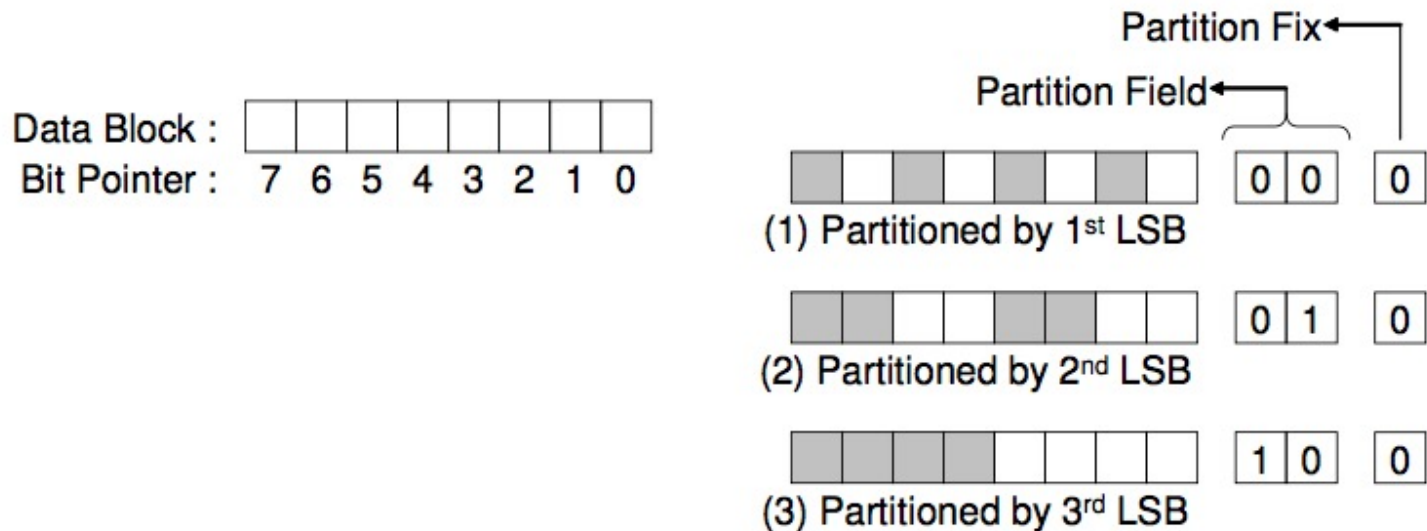 Partition Fix
Partition Field
Data Block :
Bit Pointer : 7 6 5 4 3 2 1 0
0 0 0
(1) Partitioned by 1st LSB
0 1 0
(2) Partitioned by 2nd LSB
1 0 0
(3) Partitioned by 3rd LSB